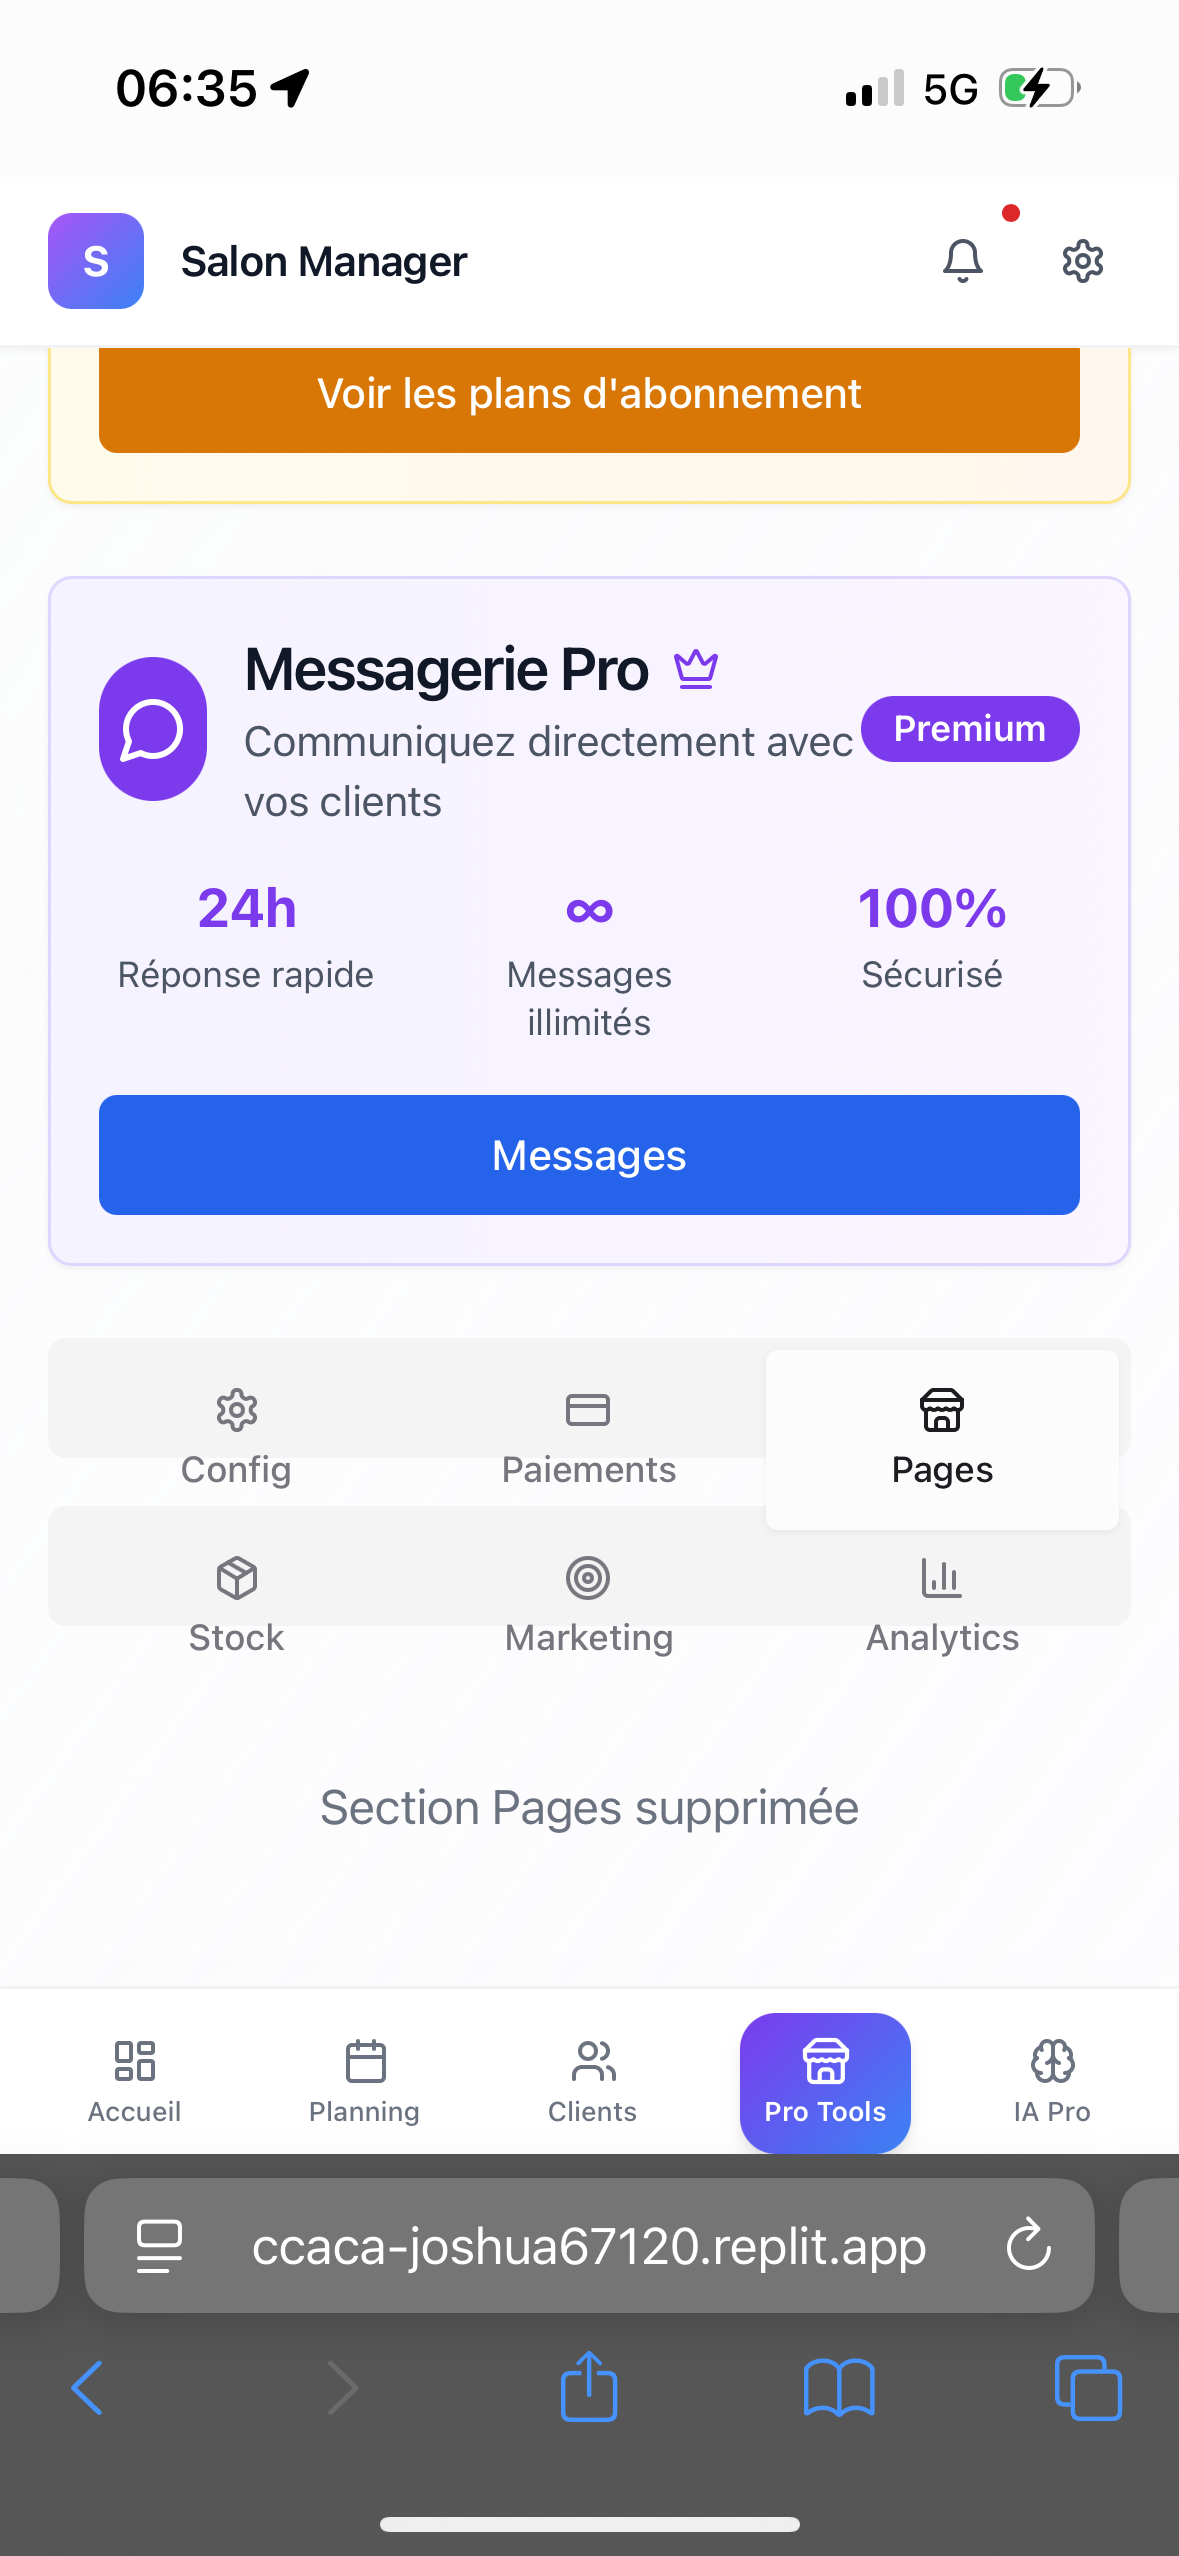 06:35
5G
S
Salon Manager
Voir les plans d'abonnement
Messagerie Pro
Communiquez directement avec
vos clients
Premium
24h
Réponse rapide
∞
Messages
illimités
100%
Sécurisé
Messages
Config
Paiements
Pages
Stock
Marketing
Analytics
Section Pages supprimée
Accueil
Planning
Clients
Pro Tools
IA Pro
ccaca-joshua67120.replit.app